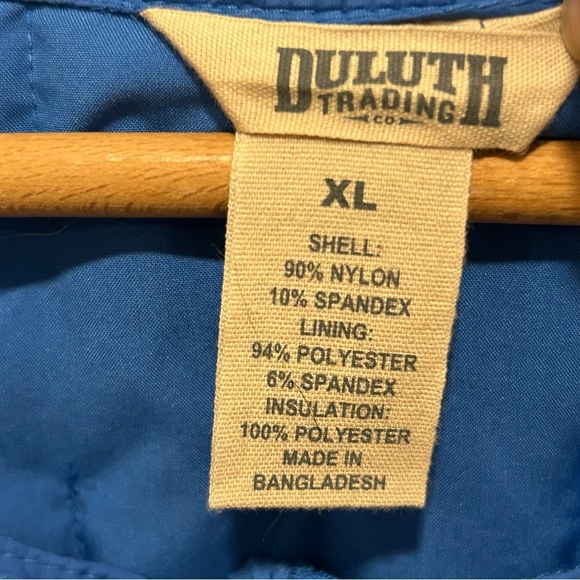 DULUTH
TRADING
CO
XL
SHELL:
90% NYLON
10% SPANDEX
LINING:
94% POLYESTER
6% SPANDEX
INSULATION:
100% POLYESTER
MADE IN
BANGLADESH